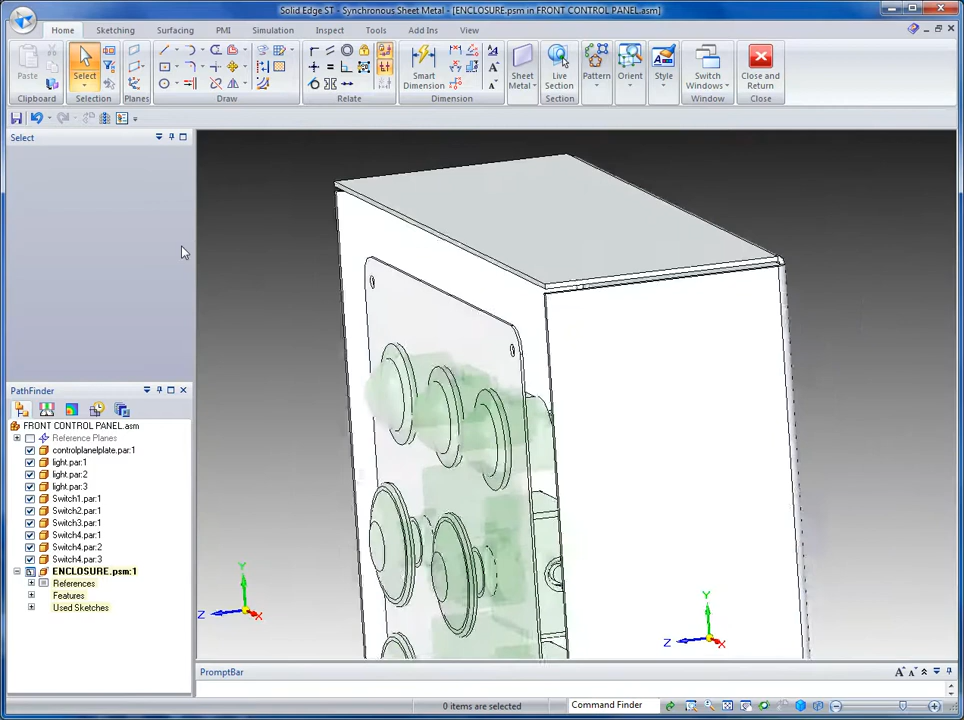 Solid Edge ST - Synchronous Sheet Metal - [ENCLOSURE.psm in FRONT CONTROL PANEL.asm]
Home Sketching Surfacing PMI Simulation Inspect Tools Add Ins View
Paste Select Smart Dimension Sheet Metal Live Section Pattern Orient Style Switch Windows Close and Return
Clipboard Selection Planes Draw Relate Dimension Section Window Close
Select
PathFinder
FRONT CONTROL PANEL.asm
Reference Planes
controlpanelplate.par:1
light.par:1
light.par:2
light.par:3
Switch1.par:1
Switch2.par:1
Switch3.par:1
Switch4.par:1
Switch4.par:2
Switch4.par:3
ENCLOSURE.psm:1
References
Features
Used Sketches
Y
Z
X
Y
Z
X
PromptBar
0 items are selected
Command Finder